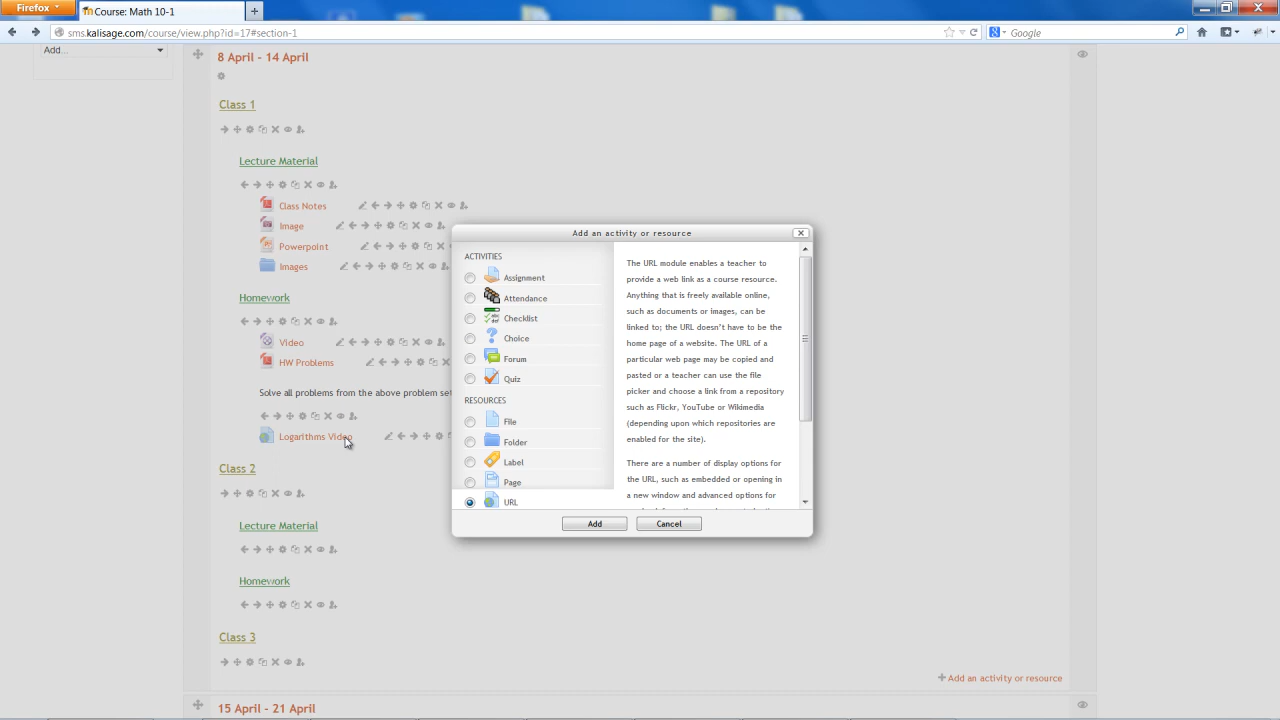 Firefox
Course: Math 10-1
sms.kalisage.com/course/view.php?id=17#section-1
Google
Add...
8 April - 14 April
Class 1
Lecture Material
Class Notes
Image
Powerpoint
Images
Homework
Video
HW Problems
Solve all problems from the above problem set
Logarithms Video
Class 2
Lecture Material
Homework
Class 3
Add an activity or resource
15 April - 21 April
Add an activity or resource
ACTIVITIES
Assignment
Attendance
Checklist
Choice
Forum
Quiz
RESOURCES
File
Folder
Label
Page
URL
The URL module enables a teacher to
provide a web link as a course resource.
Anything that is freely available online,
such as documents or images, can be
linked to; the URL doesn't have to be the
home page of a website. The URL of a
particular web page may be copied and
pasted or a teacher can use the file
picker and choose a link from a repository
such as Flickr, YouTube or Wikimedia
(depending upon which repositories are
enabled for the site).
There are a number of display options for
the URL, such as embedded or opening in
a new window and advanced options for
Add
Cancel